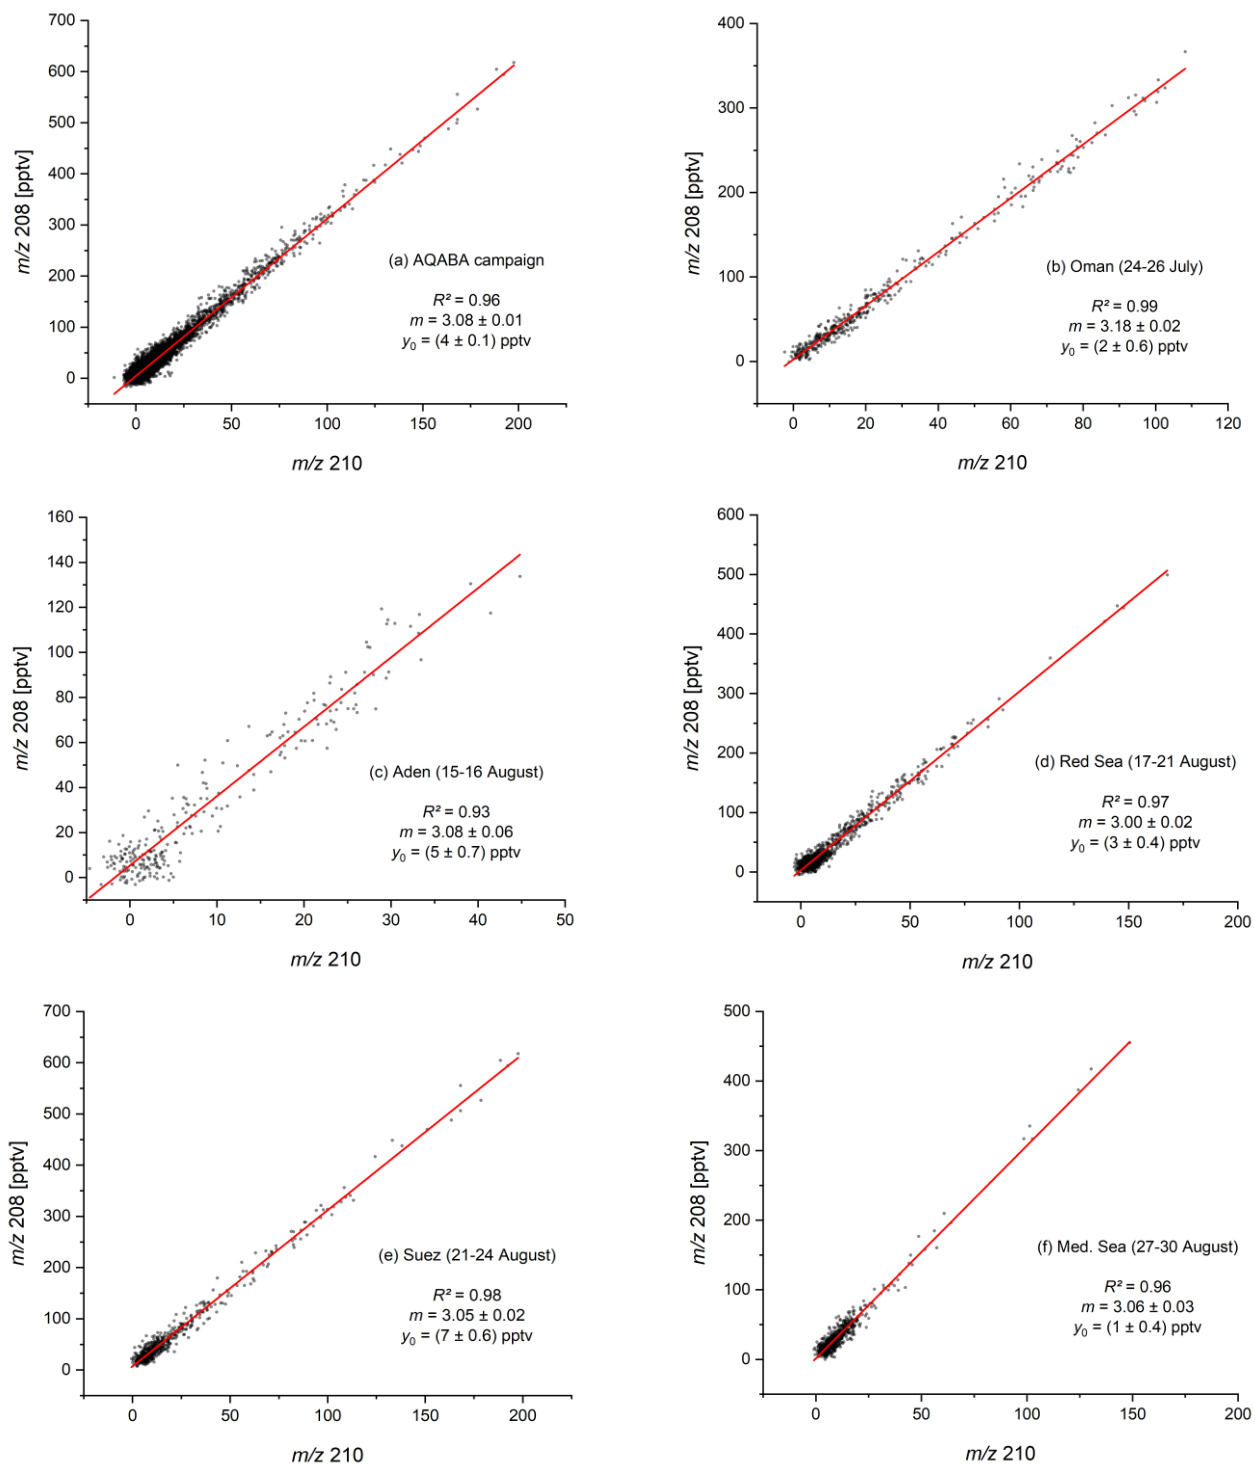 700
600
500
400
300
200
100
0
m/z 208 [pptv]
(a) AQABA campaign
R² = 0.96
m = 3.08 ± 0.01
y₀ = (4 ± 0.1) pptv
0 50 100 150 200
m/z 210
400
300
200
100
0
-100
m/z 208 [pptv]
(b) Oman (24-26 July)
R² = 0.99
m = 3.18 ± 0.02
y₀ = (2 ± 0.6) pptv
0 20 40 60 80 100 120
m/z 210
160
140
120
100
80
60
40
20
0
m/z 208 [pptv]
(c) Aden (15-16 August)
R² = 0.93
m = 3.08 ± 0.06
y₀ = (5 ± 0.7) pptv
0 10 20 30 40 50
m/z 210
600
500
400
300
200
100
0
m/z 208 [pptv]
(d) Red Sea (17-21 August)
R² = 0.97
m = 3.00 ± 0.02
y₀ = (3 ± 0.4) pptv
0 50 100 150 200
m/z 210
700
600
500
400
300
200
100
0
m/z 208 [pptv]
(e) Suez (21-24 August)
R² = 0.98
m = 3.05 ± 0.02
y₀ = (7 ± 0.6) pptv
0 50 100 150 200
m/z 210
500
400
300
200
100
0
m/z 208 [pptv]
(f) Med. Sea (27-30 August)
R² = 0.96
m = 3.06 ± 0.03
y₀ = (1 ± 0.4) pptv
0 50 100 150 200
m/z 210